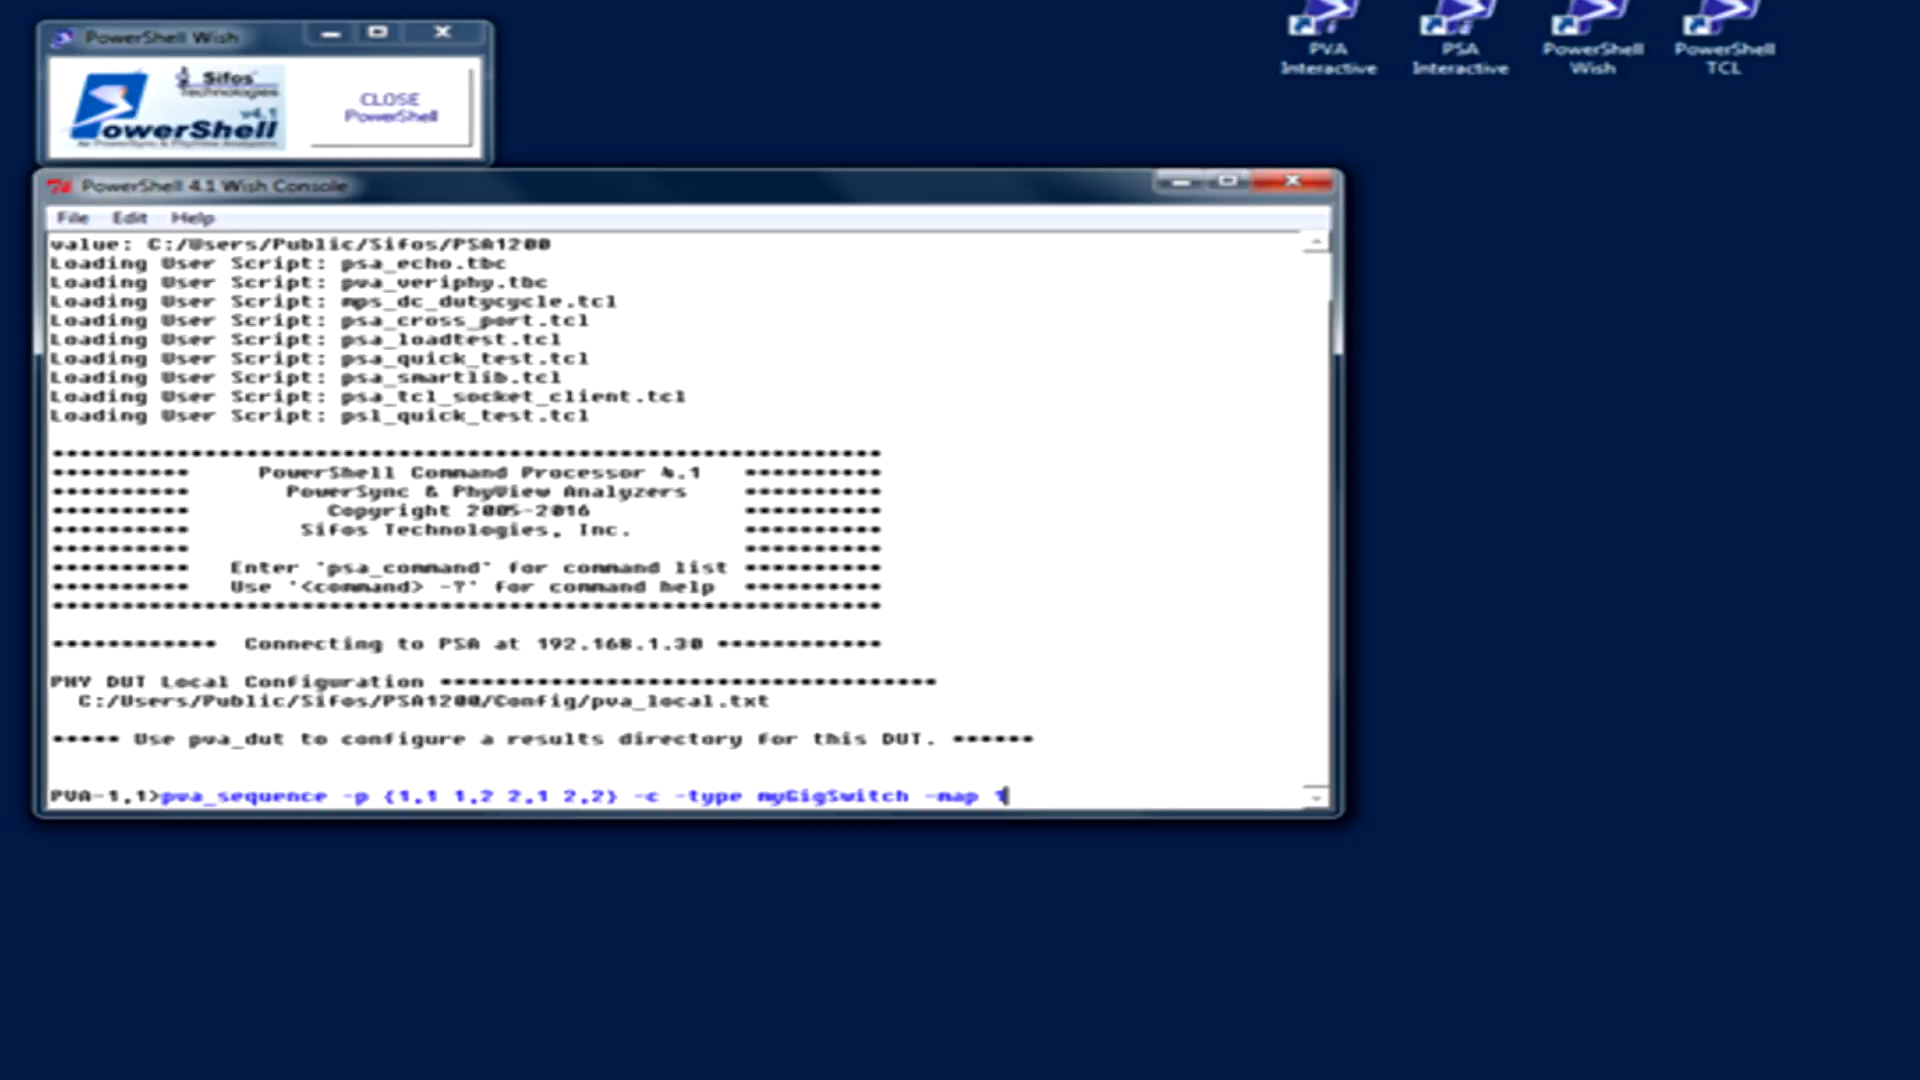 PVA
Interactive
PSA
Interactive
PowerShell
Wish
PowerShell
TCL
PowerShell Wish
Sifos
Technologies
v4.1
PowerShell
CLOSE
PowerShell
PowerShell 4.1 Wish Console
File Edit Help
value: C:/Users/Public/Sifos/PSA1200
Loading User Script: psa_echo.tbc
Loading User Script: pva_veriphy.tbc
Loading User Script: mps_dc_dutycycle.tcl
Loading User Script: psa_cross_port.tcl
Loading User Script: psa_loadtest.tcl
Loading User Script: psa_quick_test.tcl
Loading User Script: psa_smartlib.tcl
Loading User Script: psa_tcl_socket_client.tcl
Loading User Script: psl_quick_test.tcl
************************************************************
********** PowerShell Command Processor 4.1 **********
********** PowerSync & PhyView Analyzers **********
********** Copyright 2005-2016 **********
********** Sifos Technologies, Inc. **********
********** **********
********** Enter 'psa_command' for command list **********
********** Use '<command> -?' for command help **********
************************************************************
************ Connecting to PSA at 192.168.1.30 ************
PHY DUT Local Configuration ************************************
C:/Users/Public/Sifos/PSA1200/Config/pva_local.txt
***** Use pva_dut to configure a results directory for this DUT. ******
PVA-1,1>pva_sequence -p {1,1 1,2 2,1 2,2} -c -type myGigSwitch -map 1